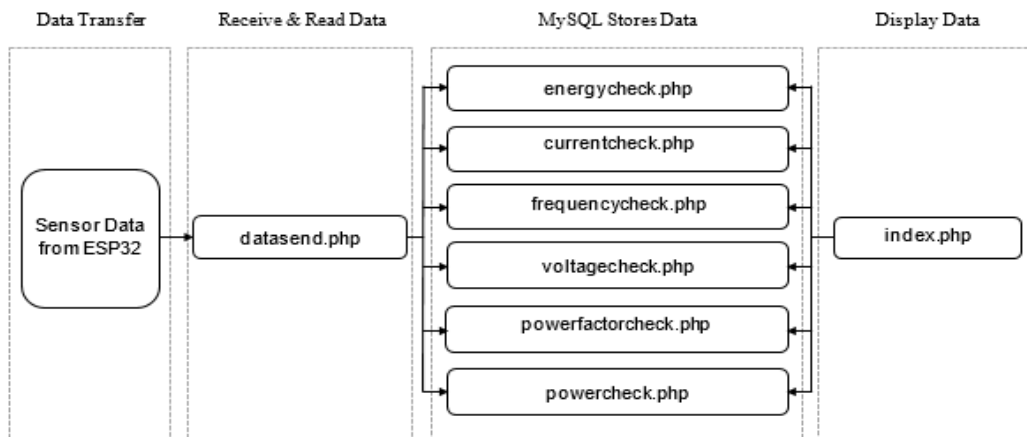 Data Transfer
Receive & Read Data
MySQL Stores Data
Display Data
Sensor Data
from ESP32
datasend.php
energycheck.php
currentcheck.php
frequencycheck.php
voltagecheck.php
powerfactorcheck.php
powercheck.php
index.php